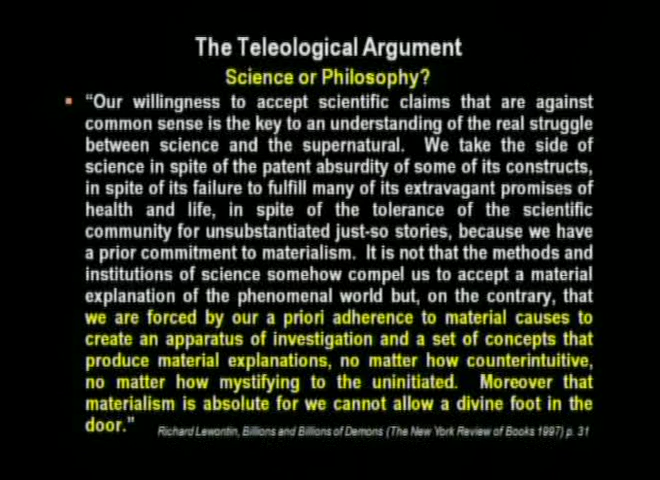 The Teleological Argument
Science or Philosophy?
▪ “Our willingness to accept scientific claims that are against
common sense is the key to an understanding of the real struggle
between science and the supernatural. We take the side of
science in spite of the patent absurdity of some of its constructs,
in spite of its failure to fulfill many of its extravagant promises of
health and life, in spite of the tolerance of the scientific
community for unsubstantiated just-so stories, because we have
a prior commitment to materialism. It is not that the methods and
institutions of science somehow compel us to accept a material
explanation of the phenomenal world but, on the contrary, that
we are forced by our a priori adherence to material causes to
create an apparatus of investigation and a set of concepts that
produce material explanations, no matter how counterintuitive,
no matter how mystifying to the uninitiated. Moreover that
materialism is absolute for we cannot allow a divine foot in the
door.” Richard Lewontin, Billions and Billions of Demons (The New York Review of Books 1997) p. 31